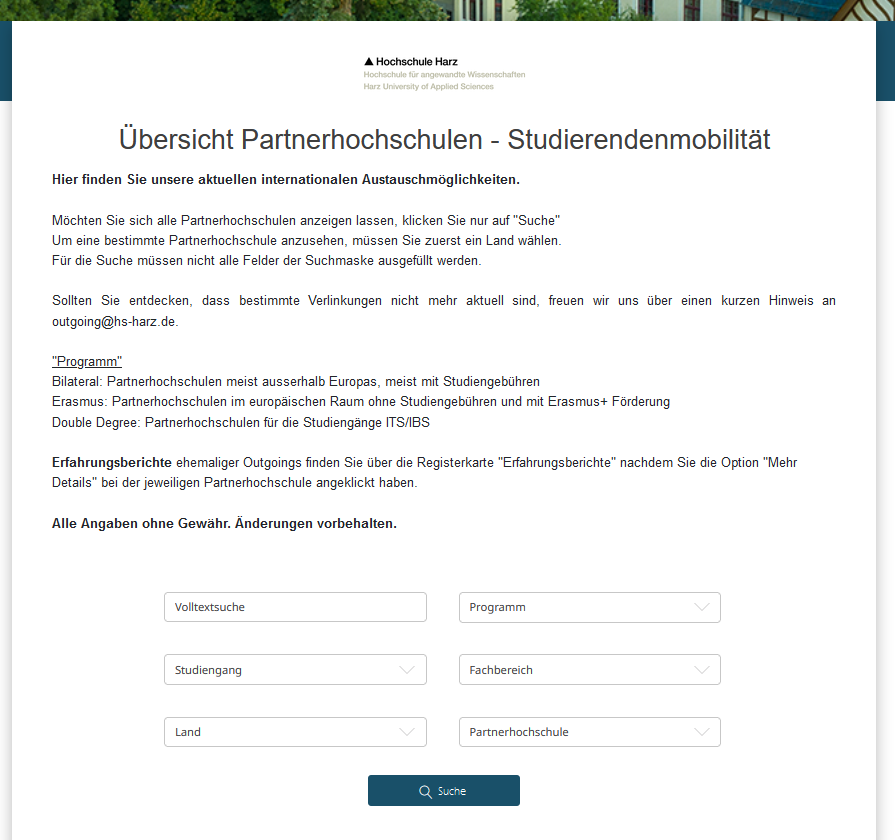 Hochschule Harz
Hochschule für angewandte Wissenschaften
Harz University of Applied Sciences
Übersicht Partnerhochschulen - Studierendenmobilität
Hier finden Sie unsere aktuellen internationalen Austauschmöglichkeiten.
Möchten Sie sich alle Partnerhochschulen anzeigen lassen, klicken Sie nur auf "Suche"
Um eine bestimmte Partnerhochschule anzusehen, müssen Sie zuerst ein Land wählen.
Für die Suche müssen nicht alle Felder der Suchmaske ausgefüllt werden.
Sollten Sie entdecken, dass bestimmte Verlinkungen nicht mehr aktuell sind, freuen wir uns über einen kurzen Hinweis an
outgoing@hs-harz.de.
"Programm"
Bilateral: Partnerhochschulen meist ausserhalb Europas, meist mit Studiengebühren
Erasmus: Partnerhochschulen im europäischen Raum ohne Studiengebühren und mit Erasmus+ Förderung
Double Degree: Partnerhochschulen für die Studiengänge ITS/IBS
Erfahrungsberichte ehemaliger Outgoings finden Sie über die Registerkarte "Erfahrungsberichte" nachdem Sie die Option "Mehr
Details" bei der jeweiligen Partnerhochschule angeklickt haben.
Alle Angaben ohne Gewähr. Änderungen vorbehalten.
Volltextsuche
Programm
Studiengang
Fachbereich
Land
Partnerhochschule
Suche